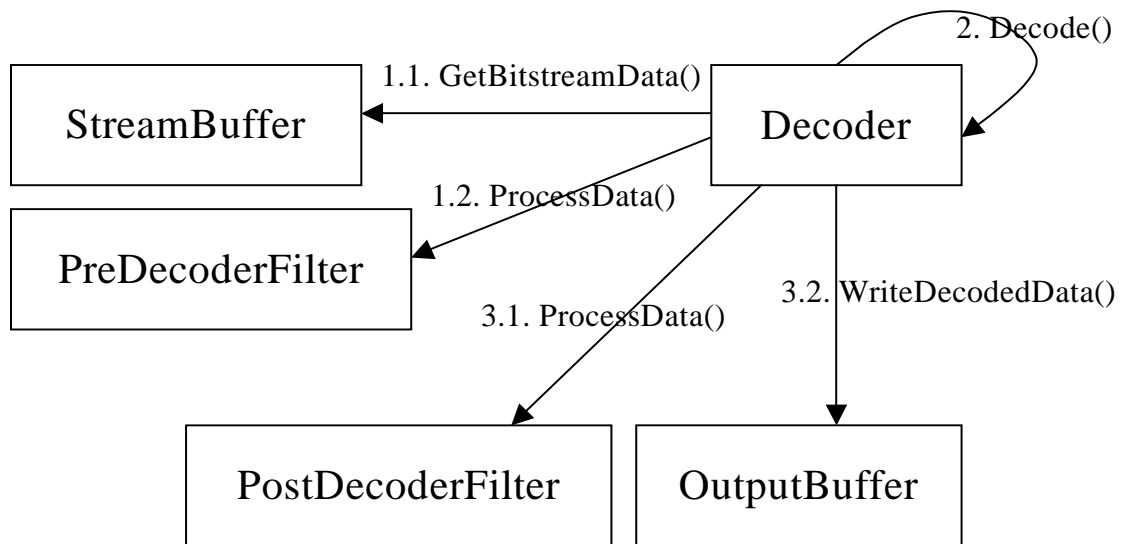 2. Decode()
1.1. GetBitstreamData()
StreamBuffer
Decoder
1.2. ProcessData()
PreDecoderFilter
3.2. WriteDecodedData()
3.1. ProcessData()
PostDecoderFilter
OutputBuffer